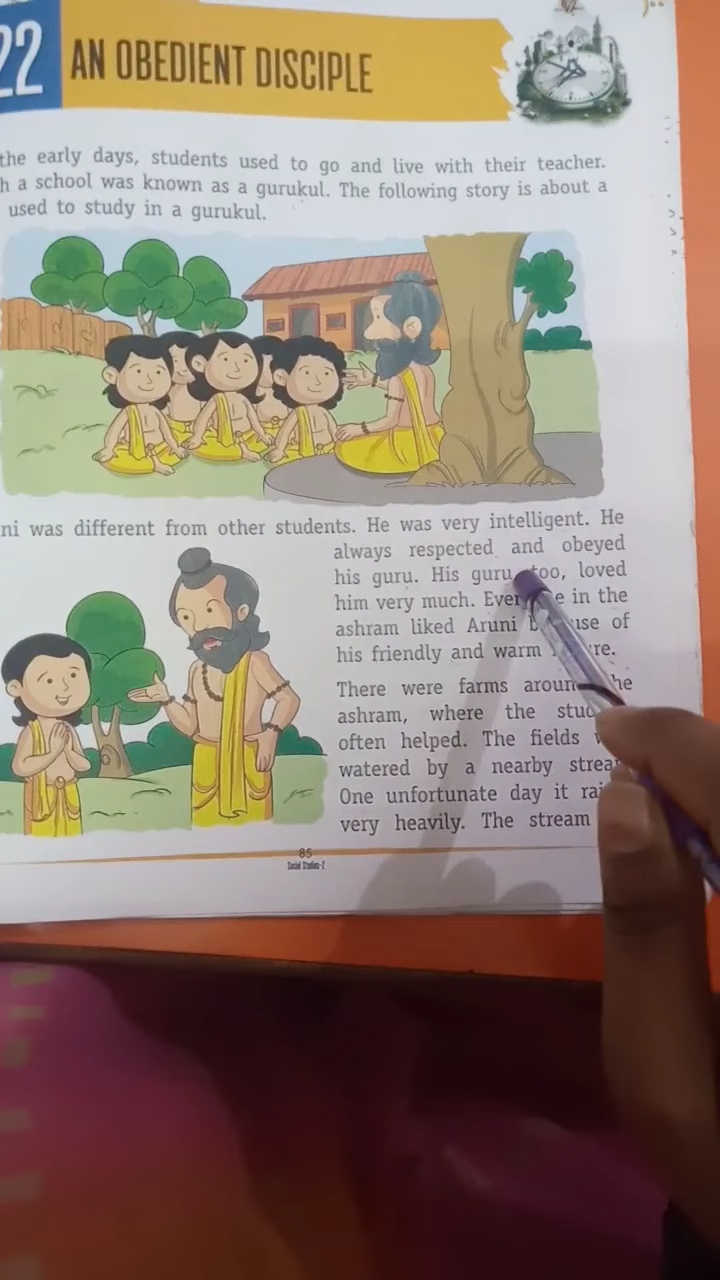 22 AN OBEDIENT DISCIPLE
the early days, students used to go and live with their teacher.
h a school was known as a gurukul. The following story is about a
used to study in a gurukul.
ni was different from other students. He was very intelligent. He
always respected and obeyed
his guru. His guru, too, loved
him very much. Ever e in the
ashram liked Aruni b use of
his friendly and warm re.
There were farms aroun he
ashram, where the stu
often helped. The fields
watered by a nearby strea
One unfortunate day it rai
very heavily. The stream
85
Social Studies-2